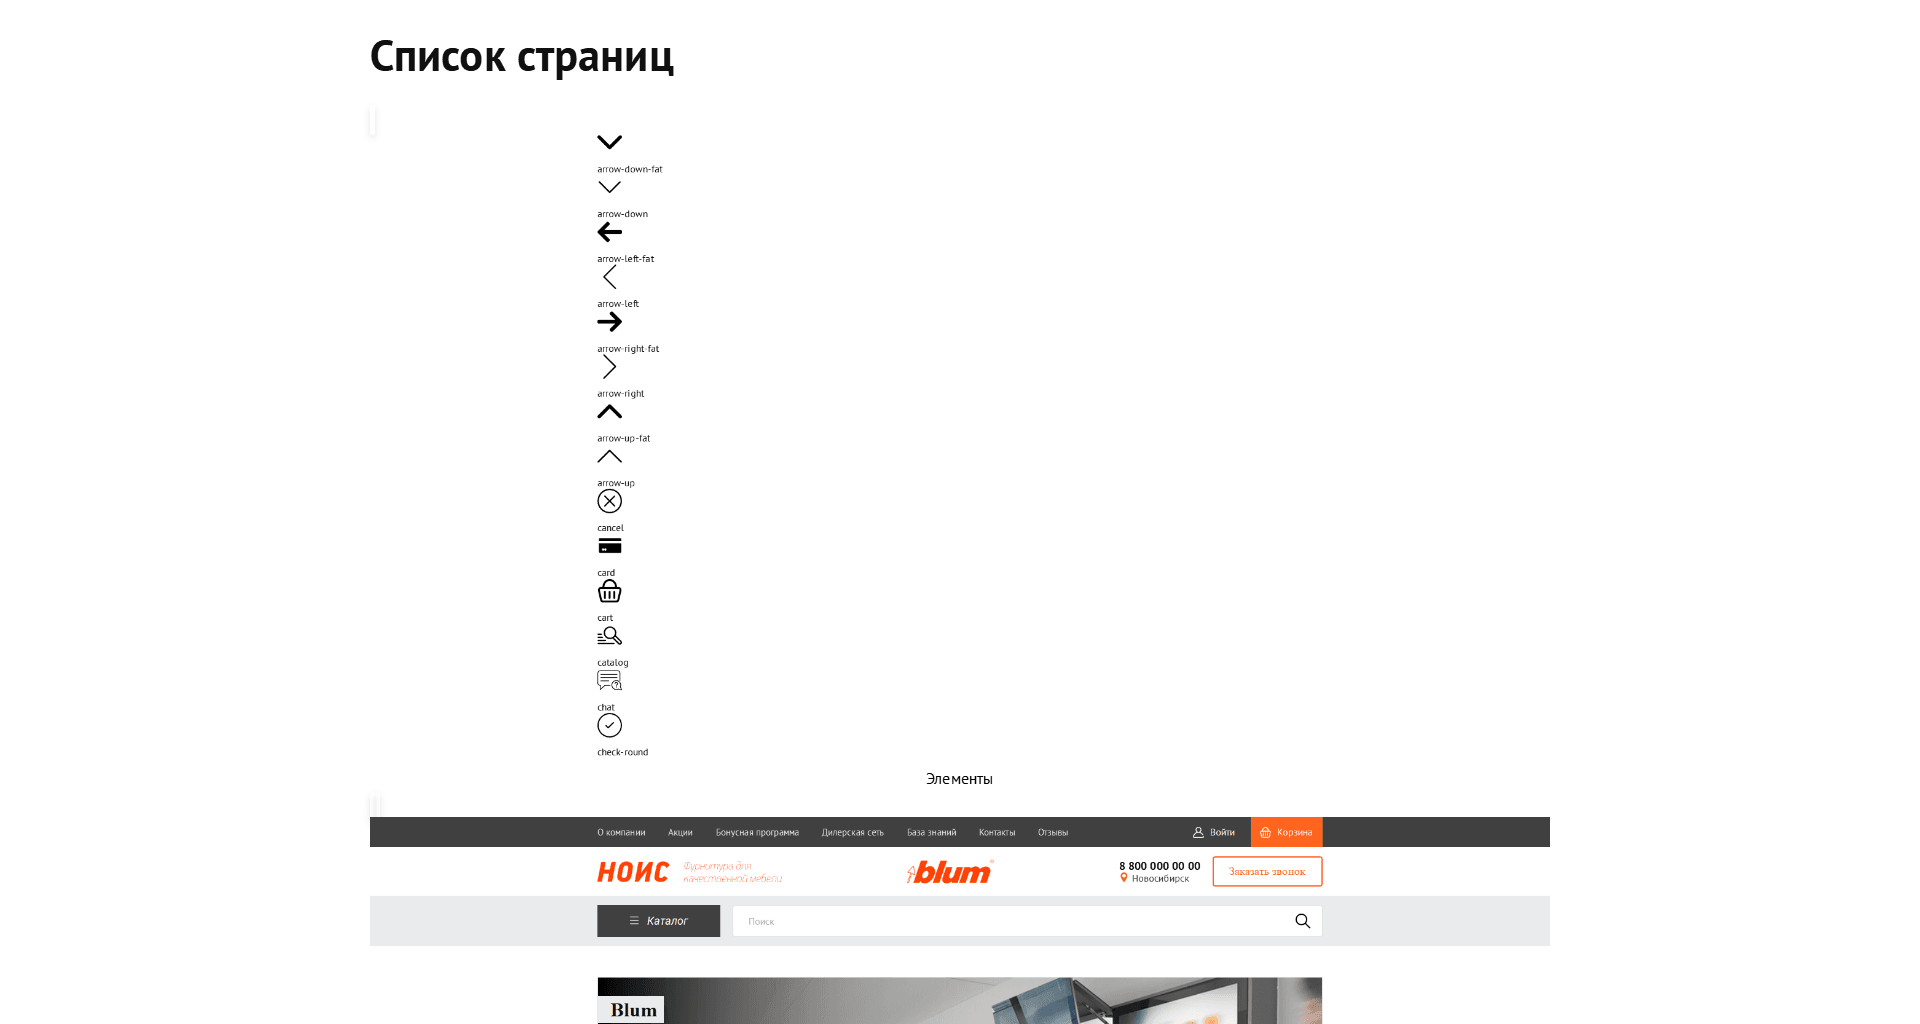 Список страниц
arrow-down-fat
arrow-down
arrow-left-fat
arrow-left
arrow-right-fat
arrow-right
arrow-up-fat
arrow-up
cancel
card
cart
catalog
chat
check-round
Элементы
О компании Акции Бонусная программа Дилерская сеть База знаний Контакты Отзывы Войти Корзина
НОИС Фурнитура для качественной мебели blum 8 800 000 00 00 Новосибирск Заказать звонок
Каталог Поиск
Blum